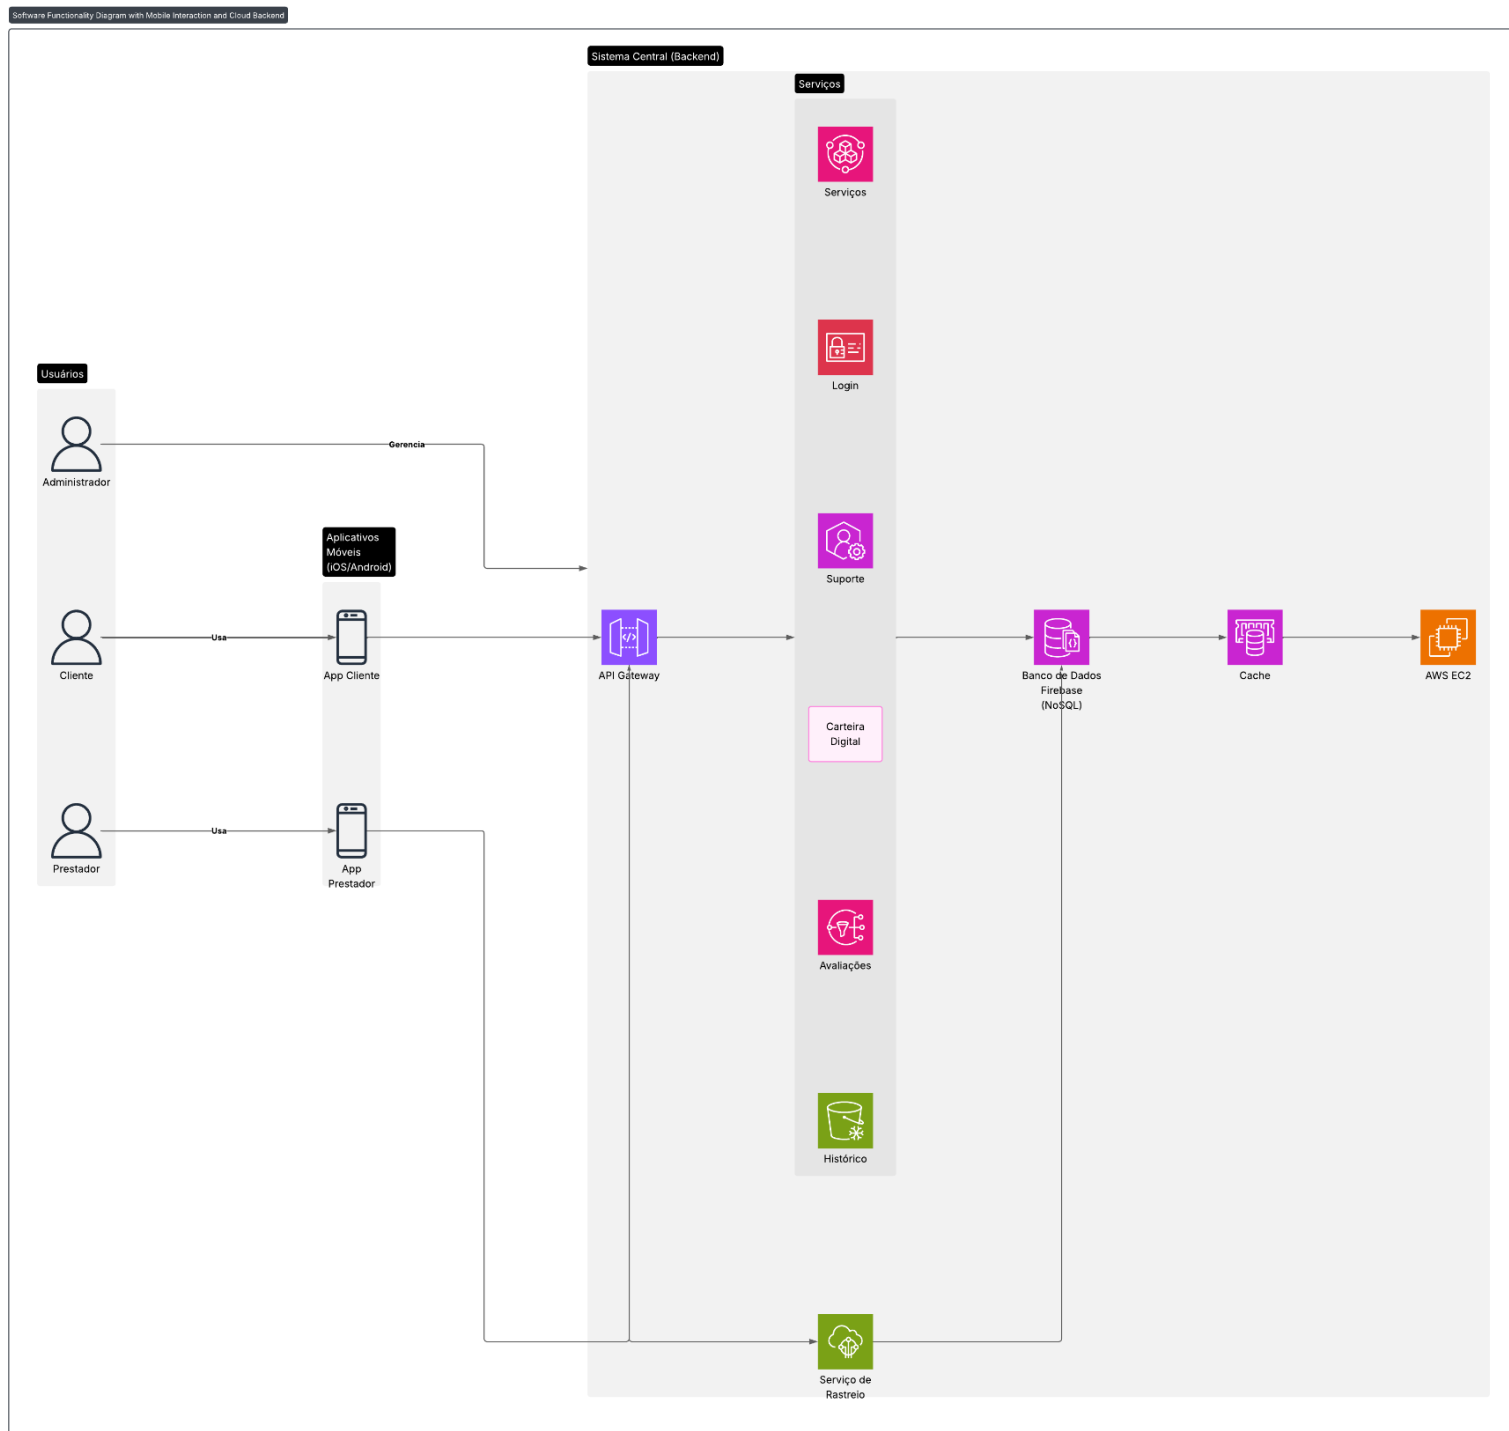 Software Functionality Diagram with Mobile Interaction and Cloud Backend
Sistema Central (Backend)
Serviços
Serviços
Login
Usuários
Administrador
Gerencia
Aplicativos
Móveis
(iOS/Android)
Suporte
Cliente
Usa
App Cliente
API Gateway
Banco de Dados
Firebase
(NoSQL)
Cache
AWS EC2
Carteira
Digital
Prestador
Usa
App
Prestador
Avaliações
Histórico
Serviço de
Rastreio